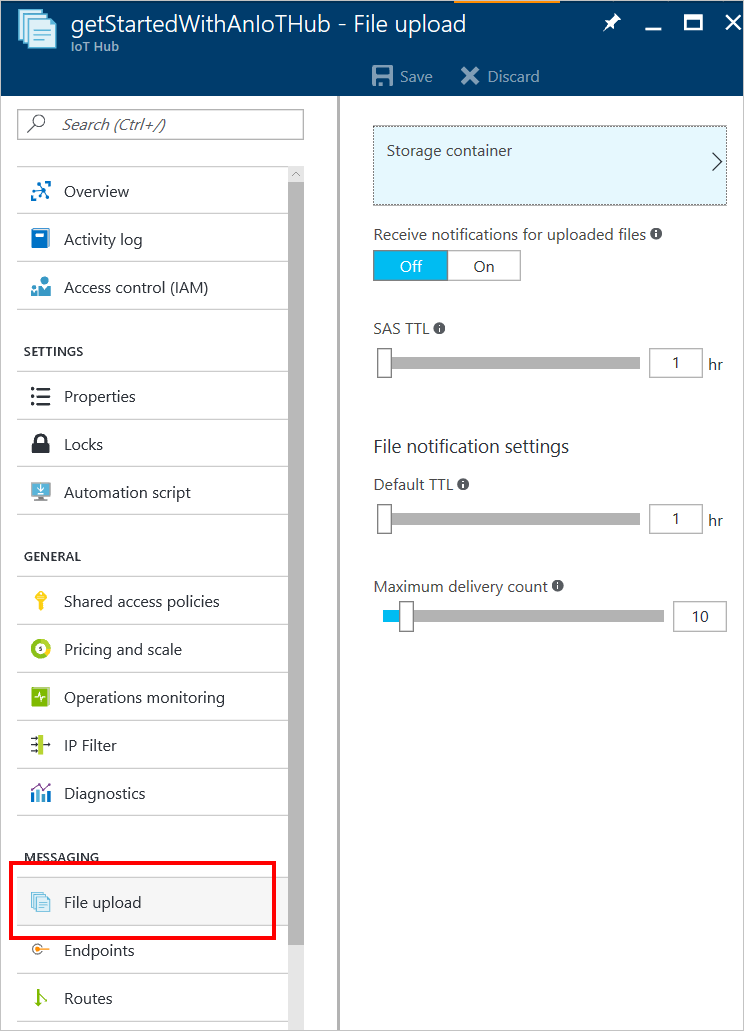 getStartedWithAnIoTHub - File upload
IoT Hub
Save
Discard
Search (Ctrl+/)
Overview
Activity log
Access control (IAM)
SETTINGS
Properties
Locks
Automation script
GENERAL
Shared access policies
Pricing and scale
Operations monitoring
IP Filter
Diagnostics
MESSAGING
File upload
Endpoints
Routes
Storage container
Receive notifications for uploaded files
Off
On
SAS TTL
1
hr
File notification settings
Default TTL
1
hr
Maximum delivery count
10